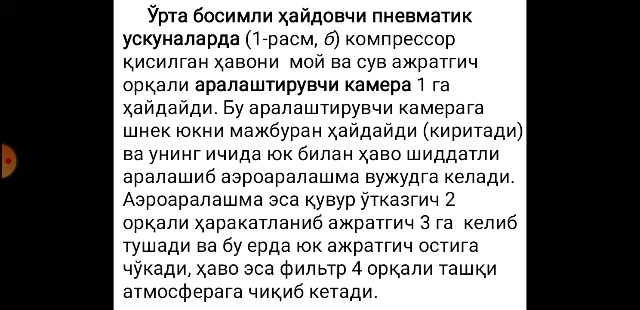 Ўрта босимли ҳайдовчи пневматик
ускуналарда (1-расм, б) компрессор
қисилган ҳавони мой ва сув ажратгич
орқали аралаштирувчи камера 1 га
ҳайдайди. Бу аралаштирувчи камерага
шнек юкни мажбуран ҳайдайди (киритади)
ва унинг ичида юк билан ҳаво шиддатли
аралашиб аэроаралашма вужудга келади.
Аэроаралашма эса қувур ўтказгич 2
орқали ҳаракатланиб ажратгич 3 га келиб
тушади ва бу ерда юк ажратгич остига
чўкади, ҳаво эса фильтр 4 орқали ташқи
атмосферага чиқиб кетади.